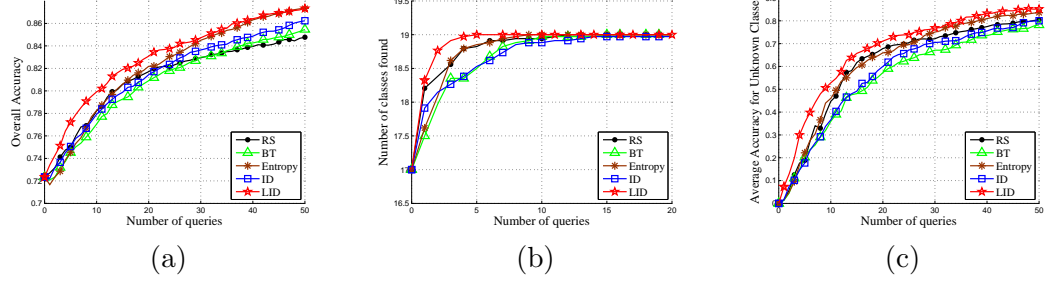 Overall Accuracy
0.88
0.86
0.84
0.82
0.8
0.78
0.76
0.74
0.72
0.7
0 10 20 30 40 50
Number of queries
RS
BT
Entropy
ID
LID
(a)
Number of classes found
19.5
19
18.5
18
17.5
17
16.5
0 5 10 15 20
Number of queries
RS
BT
Entropy
ID
LID
(b)
Average Accuracy for Unknown Classe
0.8
0.7
0.6
0.5
0.4
0.3
0.2
0.1
0 10 20 30 40 50
Number of queries
RS
BT
Entropy
ID
LID
(c)